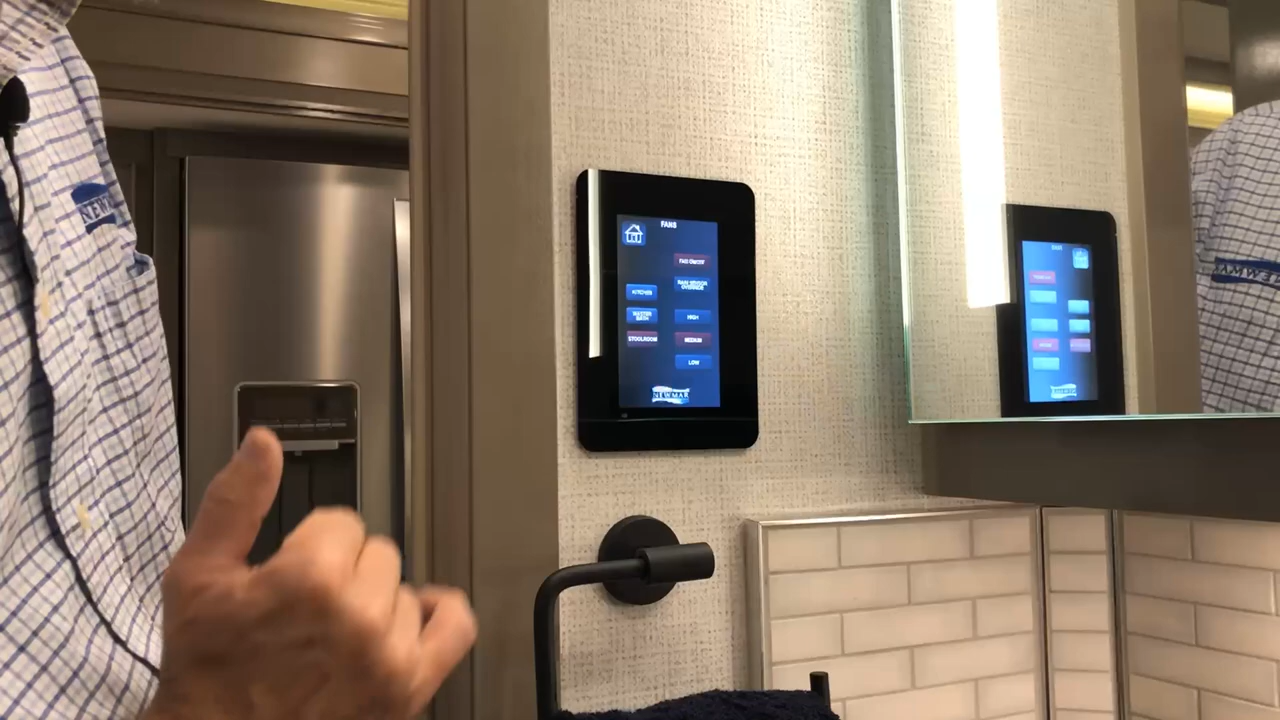 FANS
FAN ON/OFF
RAIN SENSOR
OVERRIDE
KITCHEN
MASTER
BATH
HIGH
STOOLROOM
MEDIUM
LOW
NEWMAR